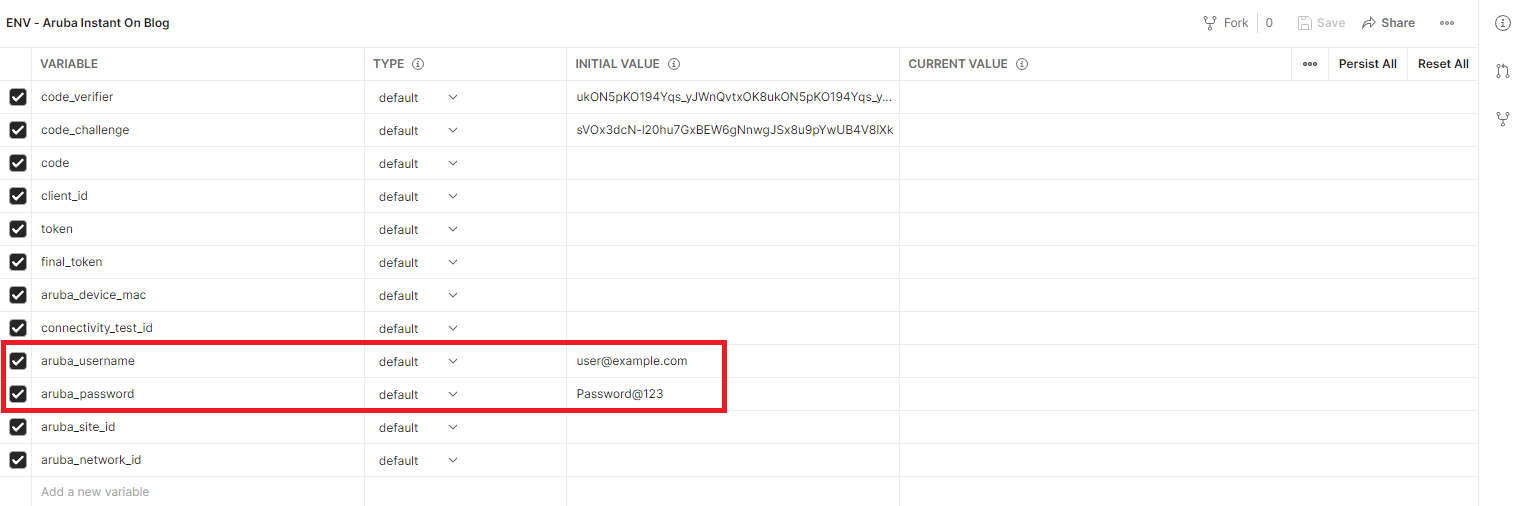 ENV - Aruba Instant On Blog Fork 0 Save Share
VARIABLE TYPE INITIAL VALUE CURRENT VALUE Persist All Reset All
code_verifier default ukON5pKO194Yqs_yJWnQvtxOK8ukON5pKO194Yqs_y...
code_challenge default sVOx3dcN-I20hu7GxBEW6gNnwgJSx8u9pYwUB4V8IXk
code default
client_id default
token default
final_token default
aruba_device_mac default
connectivity_test_id default
aruba_username default user@example.com
aruba_password default Password@123
aruba_site_id default
aruba_network_id default
Add a new variable